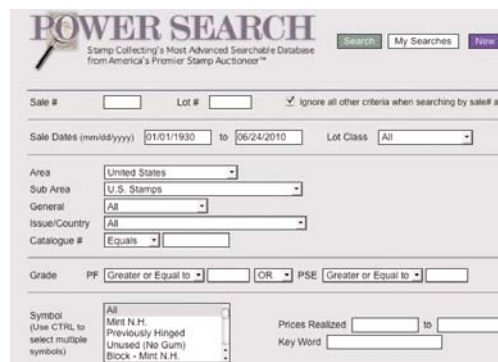 POWER SEARCH
Stamp Collecting's Most Advanced Searchable Database
from America's Premier Stamp Auctioneer™
Search My Searches New
Sale # Lot # Ignore all other criteria when searching by sale# a
Sale Dates (mm/dd/yyyy) 01/01/1930 to 06/24/2010 Lot Class All
Area United States
Sub Area U.S. Stamps
General All
Issue/Country All
Catalogue # Equals
Grade PF Greater or Equal to OR PSE Greater or Equal to
Symbol
(Use CTRL to
select multiple
symbols)
All
Mint N.H.
Previously Hinged
Unused (No Gum)
Block - Mint N.H.
Prices Realized to
Key Word